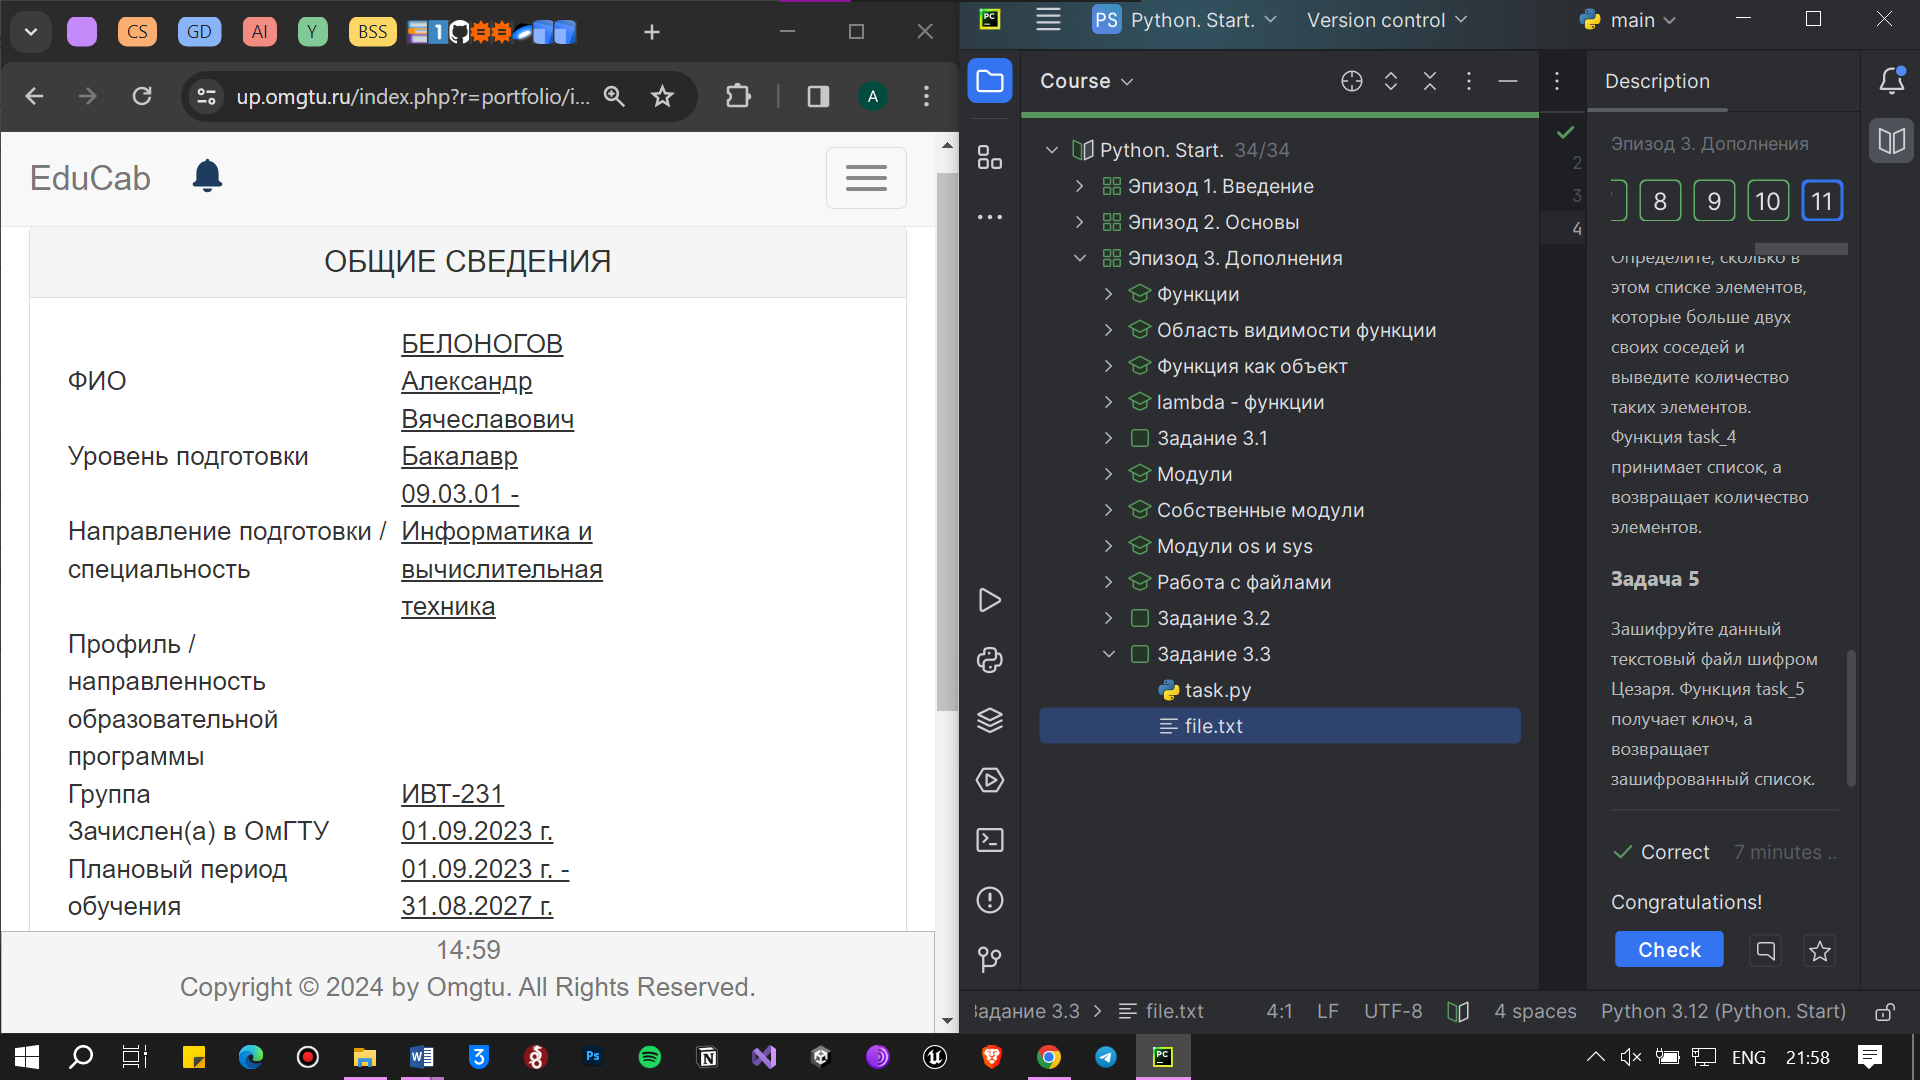 CS GD AI Y BSS
up.omgtu.ru/index.php?r=portfolio/i...
A
EduCab
ОБЩИЕ СВЕДЕНИЯ
ФИО
БЕЛОНОГОВ
Александр
Вячеславович
Уровень подготовки
Бакалавр
Направление подготовки /
специальность
09.03.01 -
Информатика и
вычислительная
техника
Профиль /
направленность
образовательной
программы
Группа
ИВТ-231
Зачислен(а) в ОмГТУ
01.09.2023 г.
Плановый период
обучения
01.09.2023 г. -
31.08.2027 г.
14:59
Copyright © 2024 by Omgtu. All Rights Reserved.
PC PS Python. Start. Version control main
Course
Python. Start. 34/34
Эпизод 1. Введение
Эпизод 2. Основы
Эпизод 3. Дополнения
Функции
Область видимости функции
Функция как объект
lambda - функции
Задание 3.1
Модули
Собственные модули
Модули os и sys
Работа с файлами
Задание 3.2
Задание 3.3
task.py
file.txt
2
3
4
Description
Эпизод 3. Дополнения
8 9 10 11
Определите, сколько в
этом списке элементов,
которые больше двух
своих соседей и
выведите количество
таких элементов.
Функция task_4
принимает список, а
возвращает количество
элементов.
Задача 5
Зашифруйте данный
текстовый файл шифром
Цезаря. Функция task_5
получает ключ, а
возвращает
зашифрованный список.
Correct 7 minutes ...
Congratulations!
Check
Задание 3.3 file.txt 4:1 LF UTF-8 4 spaces Python 3.12 (Python. Start)
Ps PC ENG 21:58